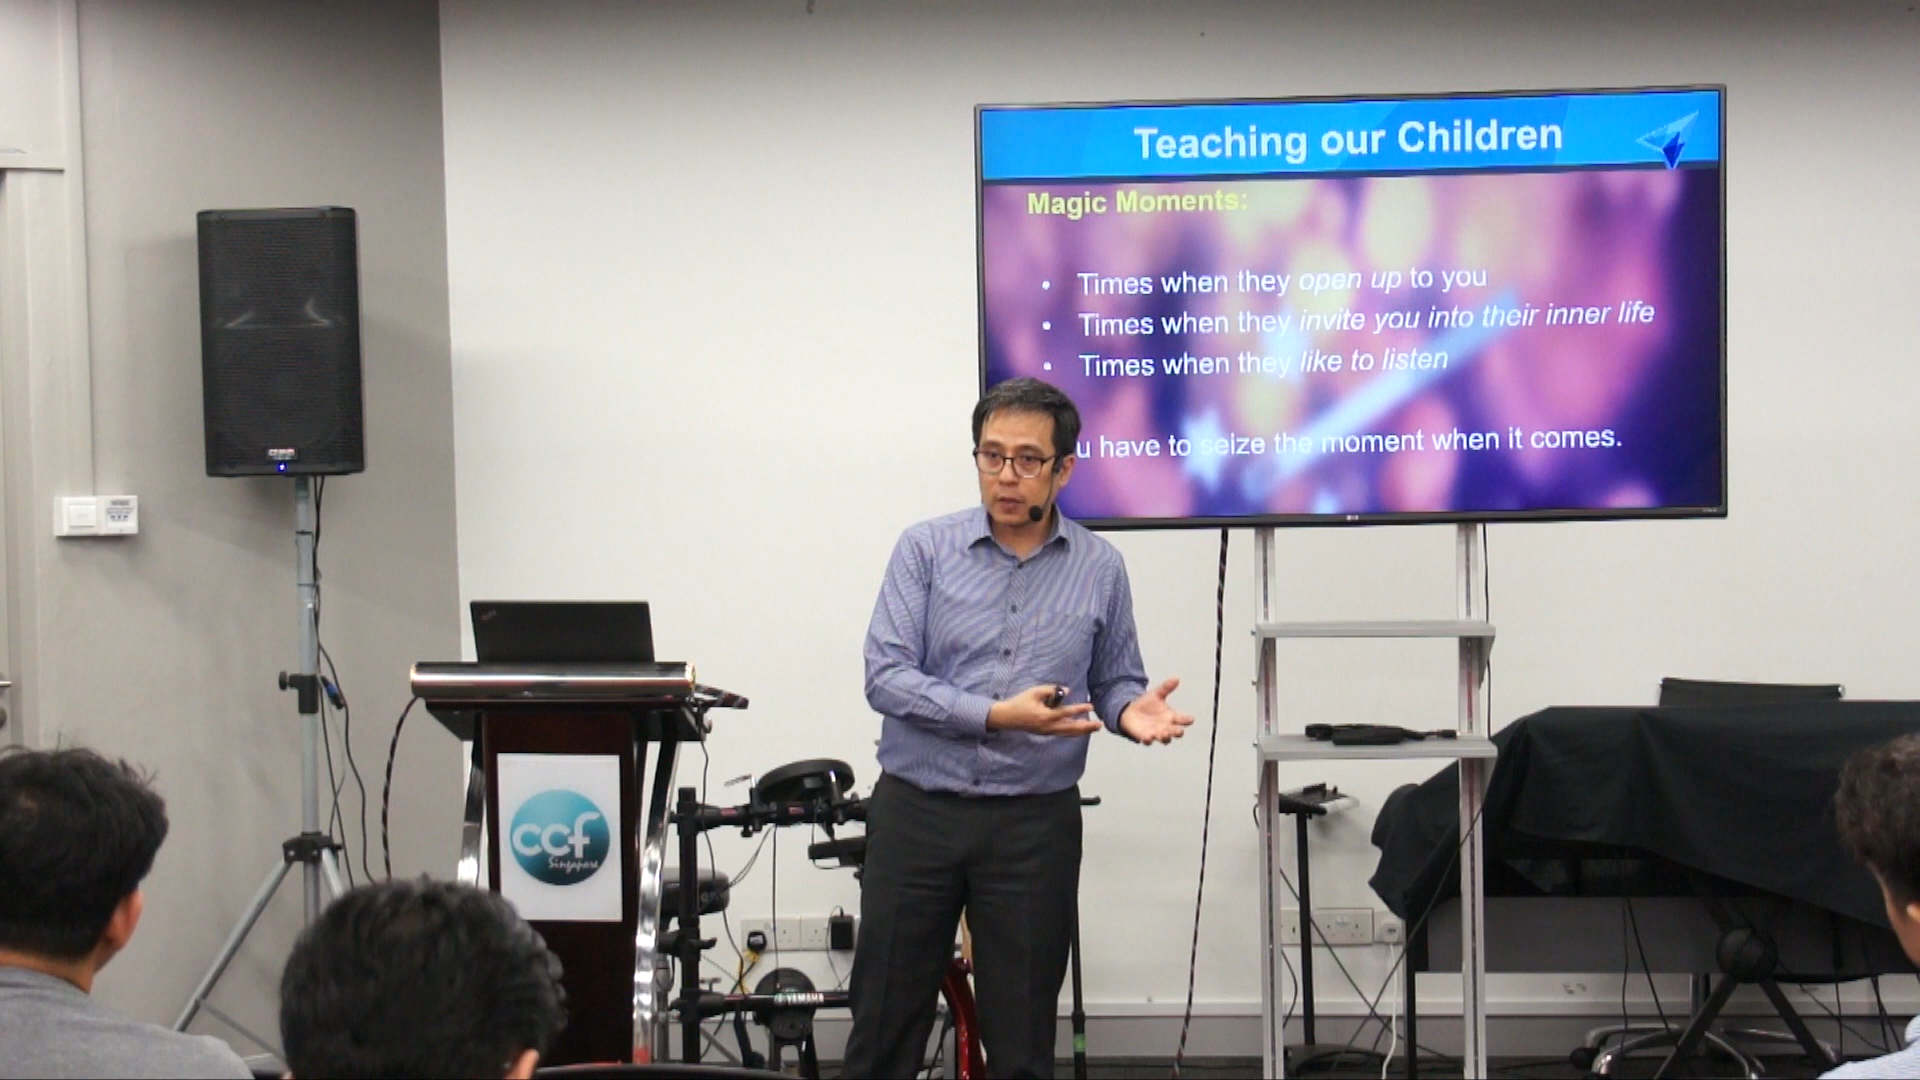 Teaching our Children
Magic Moments:
• Times when they open up to you
• Times when they invite you into their inner life
• Times when they like to listen
u have to seize the moment when it comes.
ccf
Singapore
YAMAHA